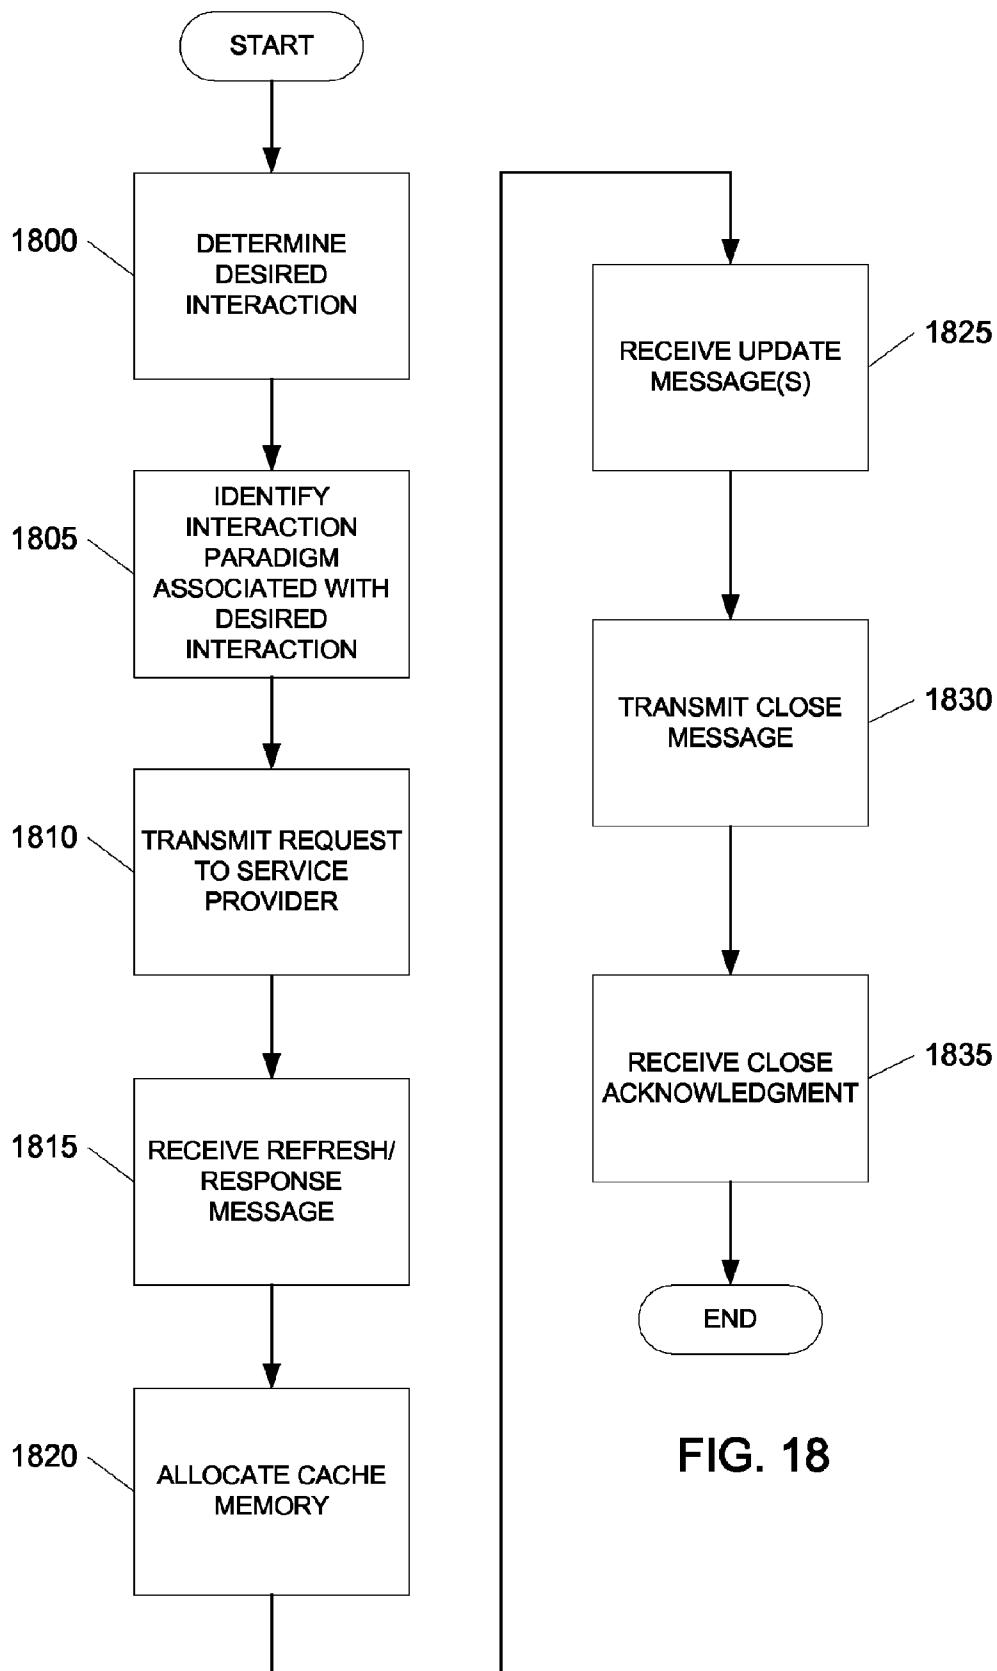 START
1800
DETERMINE
DESIRED
INTERACTION
1805
IDENTIFY
INTERACTION
PARADIGM
ASSOCIATED WITH
DESIRED
INTERACTION
1810
TRANSMIT REQUEST
TO SERVICE
PROVIDER
1815
RECEIVE REFRESH/
RESPONSE
MESSAGE
1820
ALLOCATE CACHE
MEMORY
RECEIVE UPDATE
MESSAGE(S)
1825
TRANSMIT CLOSE
MESSAGE
1830
RECEIVE CLOSE
ACKNOWLEDGMENT
1835
END
FIG. 18